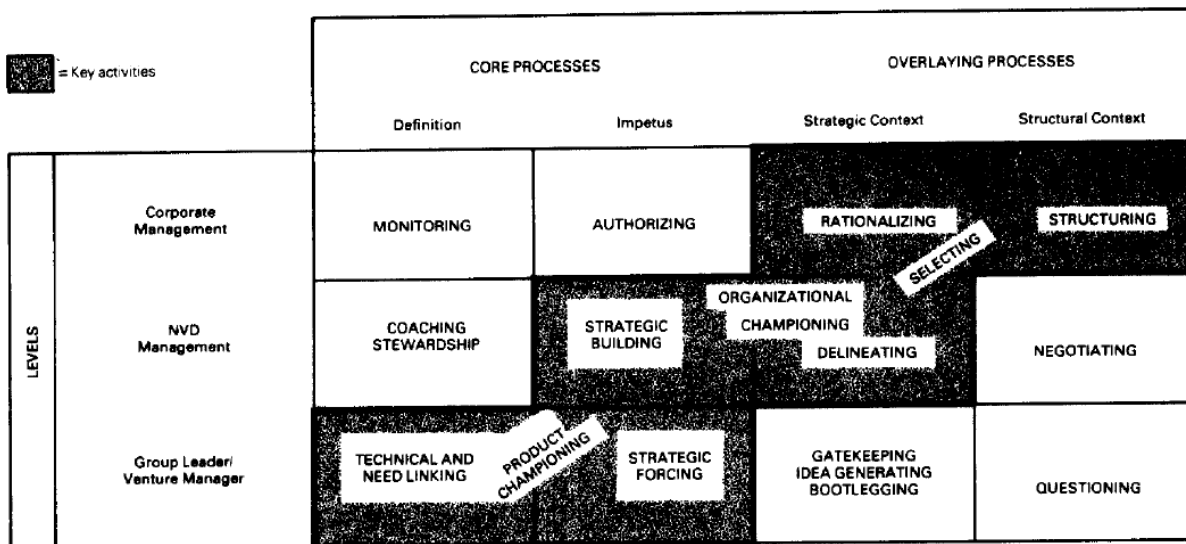 = Key activities
CORE PROCESSES
OVERLAYING PROCESSES
Definition
Impetus
Strategic Context
Structural Context
LEVELS
Corporate
Management
MONITORING
AUTHORIZING
RATIONALIZING
SELECTING
STRUCTURING
NVD
Management
COACHING
STEWARDSHIP
STRATEGIC
BUILDING
ORGANIZATIONAL
CHAMPIONING
DELINEATING
NEGOTIATING
Group Leader/
Venture Manager
TECHNICAL AND
NEED LINKING
PRODUCT
CHAMPIONING
STRATEGIC
FORCING
GATEKEEPING
IDEA GENERATING
BOOTLEGGING
QUESTIONING